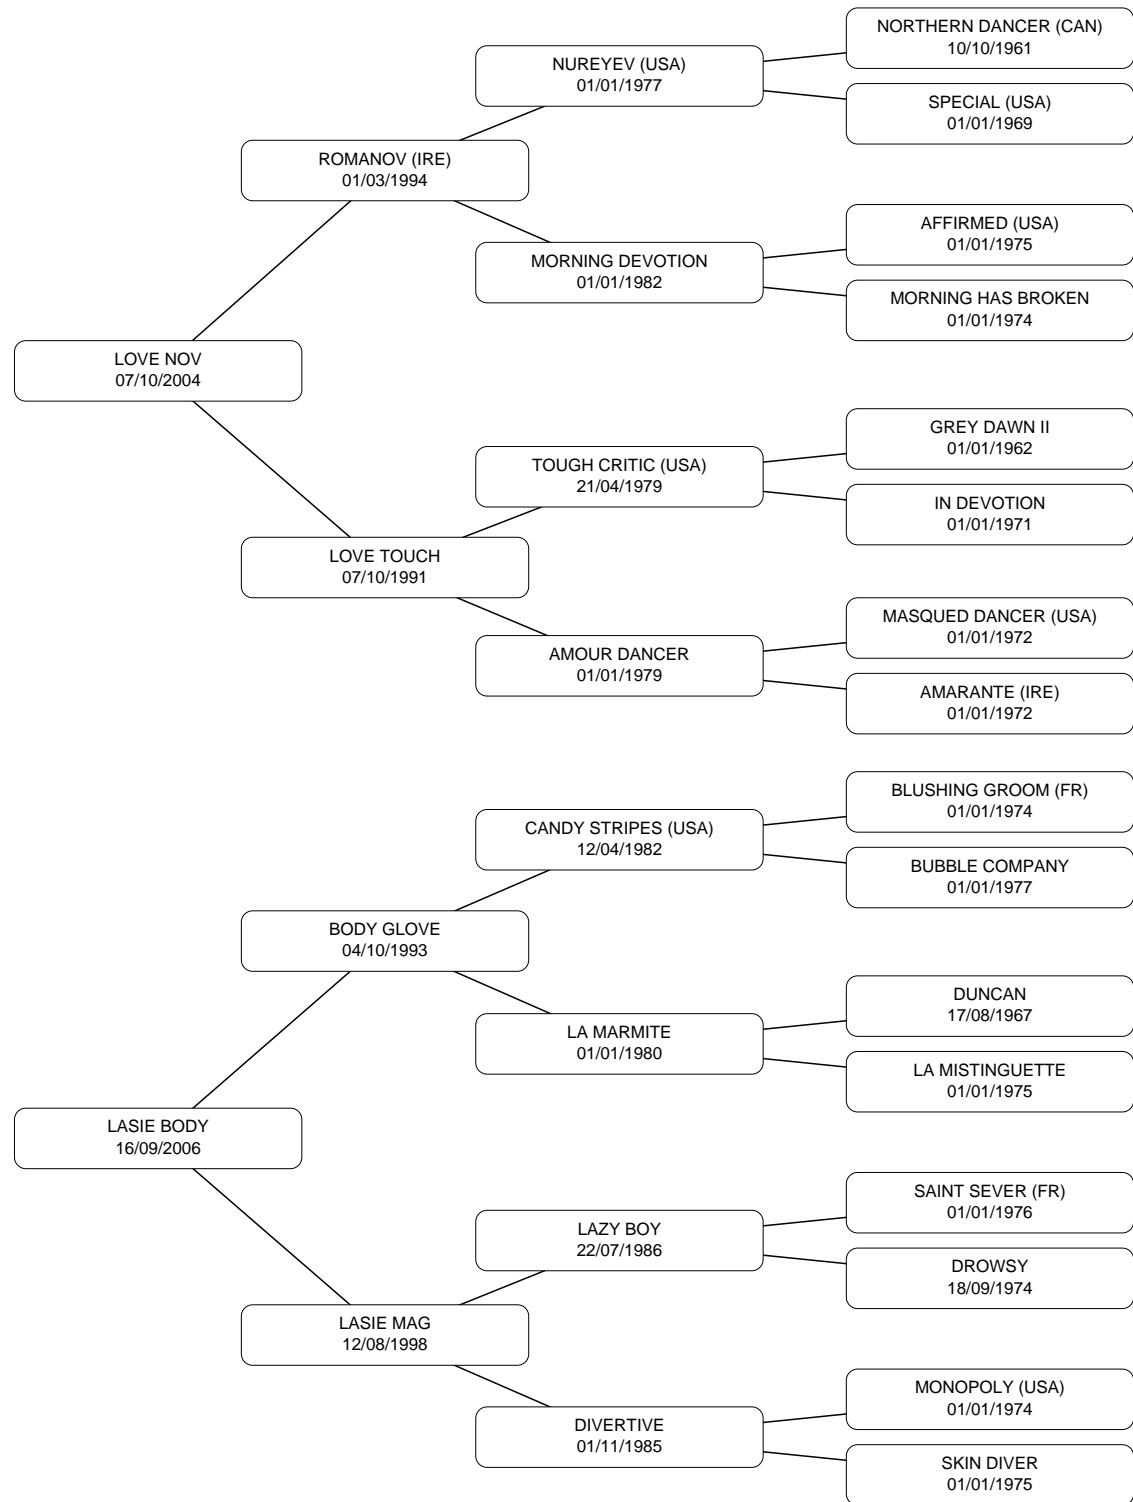 NORTHERN DANCER (CAN)
10/10/1961
NUREYEV (USA)
01/01/1977
SPECIAL (USA)
01/01/1969
ROMANOV (IRE)
01/03/1994
AFFIRMED (USA)
01/01/1975
MORNING DEVOTION
01/01/1982
MORNING HAS BROKEN
01/01/1974
LOVE NOV
07/10/2004
GREY DAWN II
01/01/1962
TOUGH CRITIC (USA)
21/04/1979
IN DEVOTION
01/01/1971
LOVE TOUCH
07/10/1991
MASQUED DANCER (USA)
01/01/1972
AMOUR DANCER
01/01/1979
AMARANTE (IRE)
01/01/1972
BLUSHING GROOM (FR)
01/01/1974
CANDY STRIPES (USA)
12/04/1982
BUBBLE COMPANY
01/01/1977
BODY GLOVE
04/10/1993
DUNCAN
17/08/1967
LA MARMITE
01/01/1980
LA MISTINGUETTE
01/01/1975
LASIE BODY
16/09/2006
SAINT SEVER (FR)
01/01/1976
LAZY BOY
22/07/1986
DROWSY
18/09/1974
LASIE MAG
12/08/1998
MONOPOLY (USA)
01/01/1974
DIVERTIVE
01/11/1985
SKIN DIVER
01/01/1975